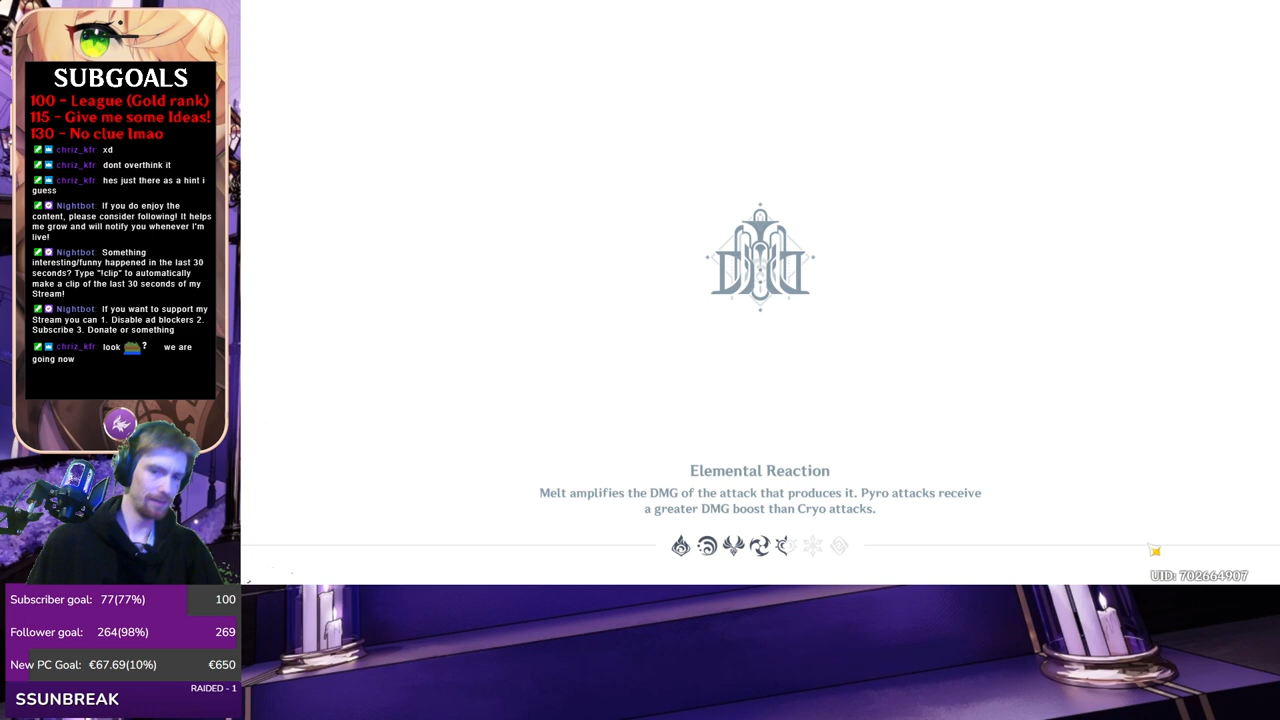 SUBGOALS
100 - League (Gold rank)
115 - Give me some Ideas!
130 - No clue lmao
chriz_kfr: xd
chriz_kfr: dont overthink it
chriz_kfr: hes just there as a hint i
guess
Nightbot: If you do enjoy the
content, please consider following! It helps
me grow and will notify you whenever I'm
live!
Nightbot: Something
interesting/funny happened in the last 30
seconds? Type "!clip" to automatically
make a clip of the last 30 seconds of my
Stream!
Nightbot: If you want to support my
Stream you can 1. Disable ad blockers 2.
Subscribe 3. Donate or something
chriz_kfr: look ? we are
going now
Elemental Reaction
Melt amplifies the DMG of the attack that produces it. Pyro attacks receive
a greater DMG boost than Cryo attacks.
UID: 702664907
Subscriber goal: 77(77%) 100
Follower goal: 264(98%) 269
New PC Goal: €67.69(10%) €650
RAIDED - 1
SSUNBREAK